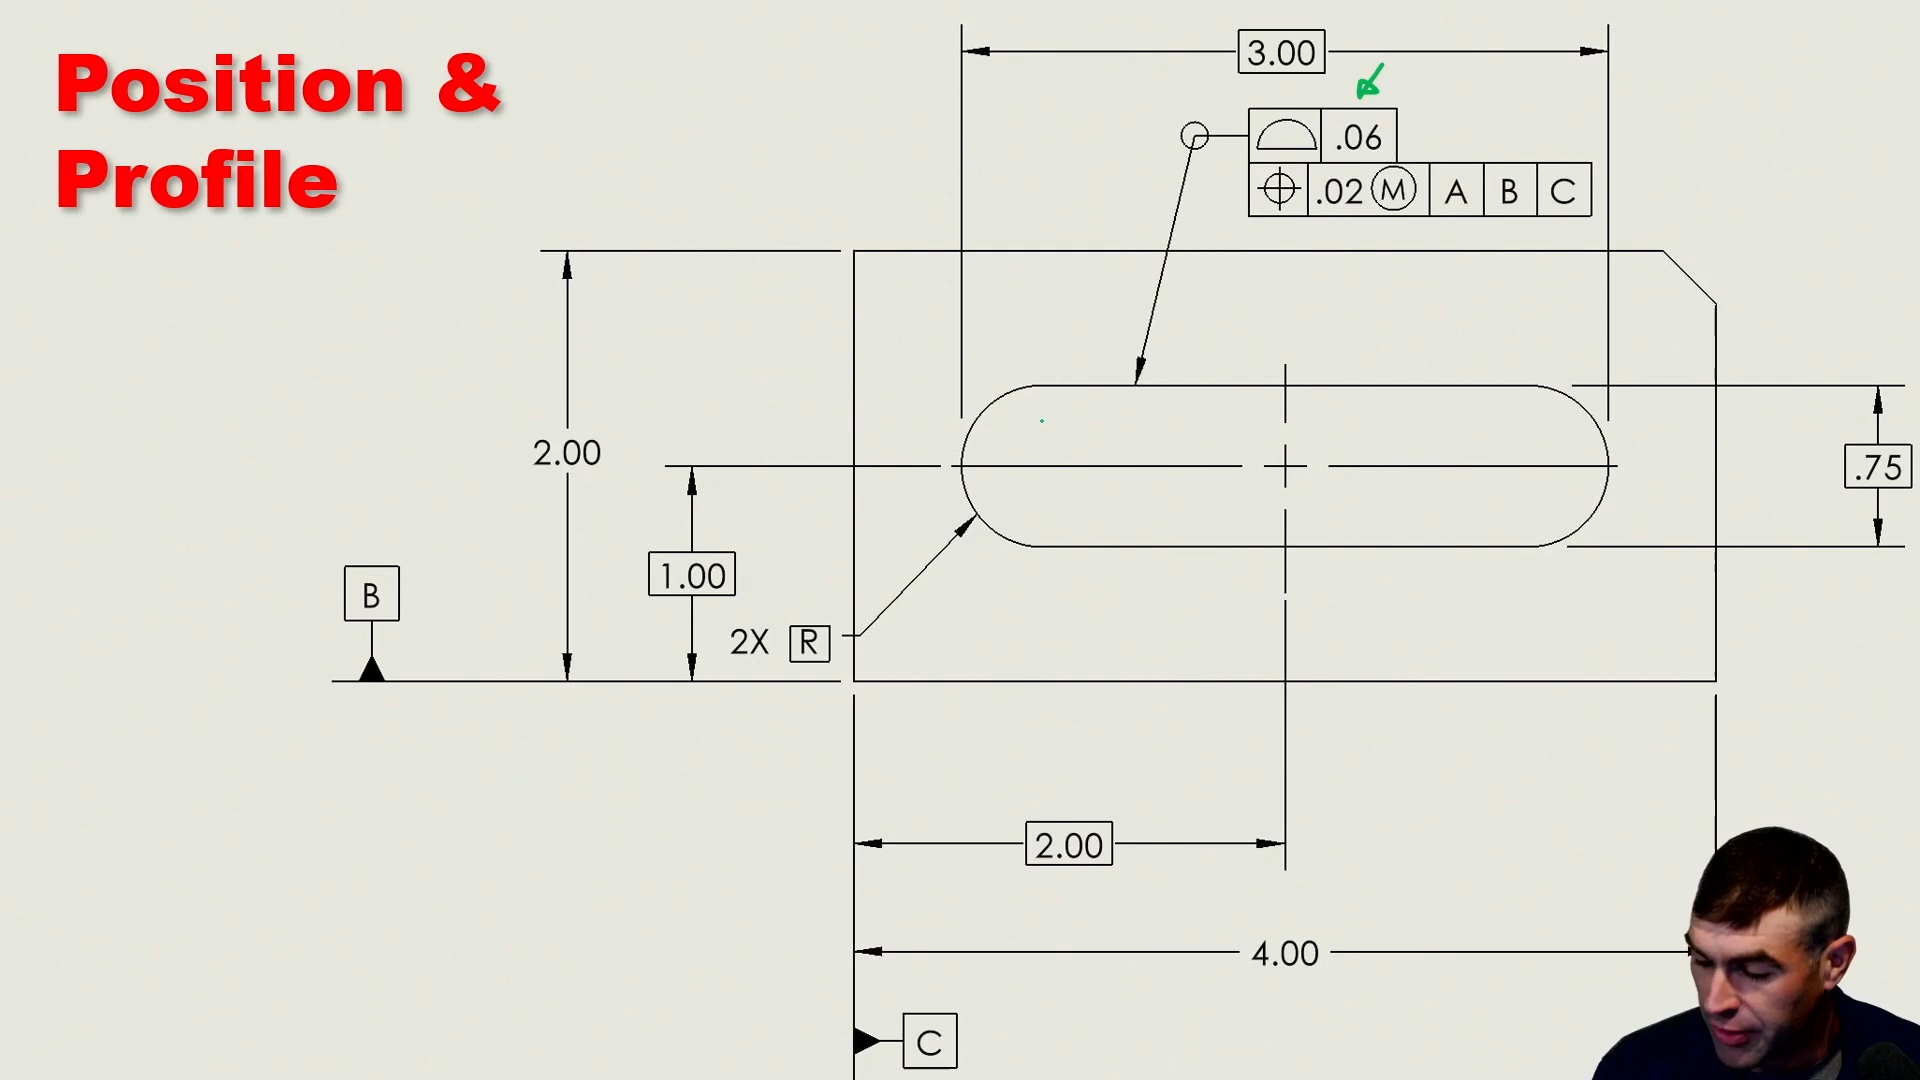 Position &
Profile
3.00
.06
.02 Ⓜ A B C
2.00
.75
1.00
B
2X R
2.00
4.00
C